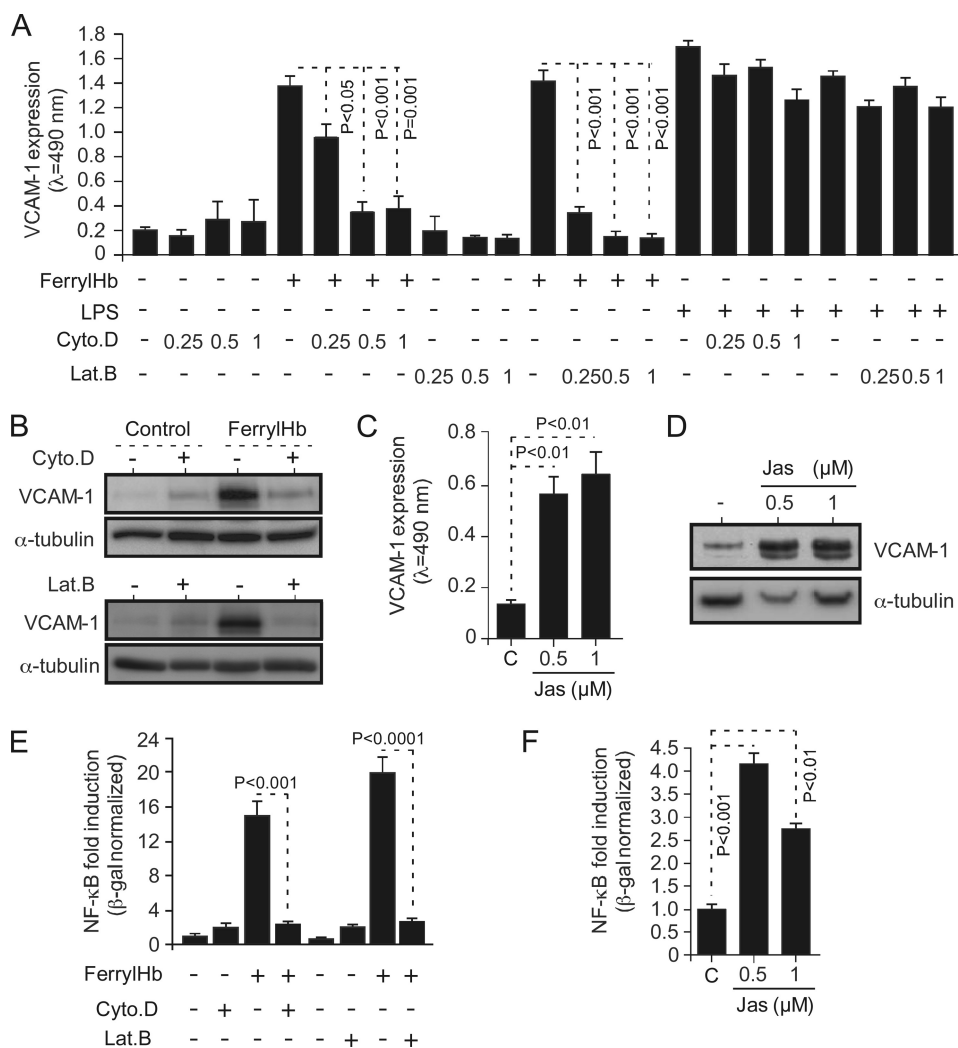 A
VCAM-1 expression
(λ=490 nm)
1.8
1.6
1.4
1.2
1.0
0.8
0.6
0.4
0.2
0
P<0.05
P<0.001
P=0.001
P<0.001
P<0.001
P<0.001
FerrylHb - - - - + + + + - - - + + + + - - - - - - - -
LPS - - - - - - - - - - - - - - - + + + + + + + +
Cyto.D - 0.25 0.5 1 - 0.25 0.5 1 - - - - - - - - 0.25 0.5 1 - - - -
Lat.B - - - - - - - - 0.25 0.5 1 - 0.25 0.5 1 - - - - - 0.25 0.5 1
B
Control FerrylHb
Cyto.D - + - +
VCAM-1
α-tubulin
Lat.B - + - +
VCAM-1
α-tubulin
C
VCAM-1 expression
(λ=490 nm)
0.8
0.6
0.4
0.2
0
P<0.01
P<0.01
C 0.5 1
Jas (μM)
D
Jas (μM)
- 0.5 1
VCAM-1
α-tubulin
E
NF-κB fold induction
(β-gal normalized)
24
20
16
12
8
4
0
P<0.001
P<0.0001
FerrylHb - - + + - - + +
Cyto.D - + - + - - - -
Lat.B - - - - - + - +
F
NF-κB fold induction
(β-gal normalized)
4.5
4.0
3.5
3.0
2.5
2.0
1.5
1.0
0.5
0
P<0.001
P<0.01
C 0.5 1
Jas (μM)